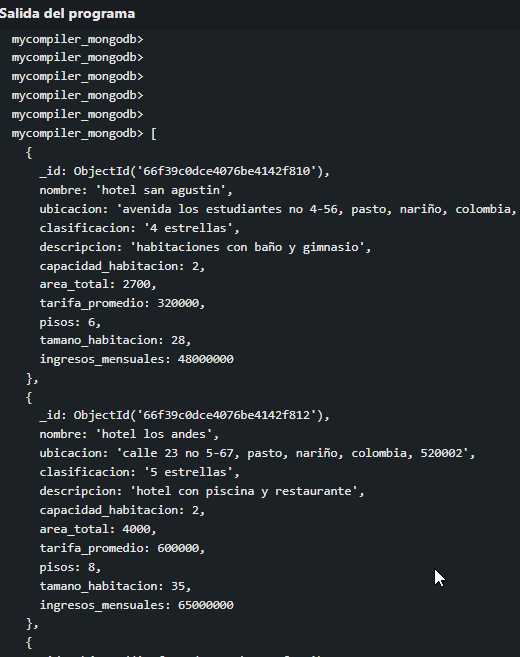 Salida del programa
mycompiler_mongodb>
mycompiler_mongodb>
mycompiler_mongodb>
mycompiler_mongodb>
mycompiler_mongodb>
mycompiler_mongodb> [
{
_id: ObjectId('66f39c0dce4076be4142f810'),
nombre: 'hotel san agustin',
ubicacion: 'avenida los estudiantes no 4-56, pasto, nariño, colombia,
clasificacion: '4 estrellas',
descripcion: 'habitaciones con baño y gimnasio',
capacidad_habitacion: 2,
area_total: 2700,
tarifa_promedio: 320000,
pisos: 6,
tamano_habitacion: 28,
ingresos_mensuales: 48000000
},
{
_id: ObjectId('66f39c0dce4076be4142f812'),
nombre: 'hotel los andes',
ubicacion: 'calle 23 no 5-67, pasto, nariño, colombia, 520002',
clasificacion: '5 estrellas',
descripcion: 'hotel con piscina y restaurante',
capacidad_habitacion: 2,
area_total: 4000,
tarifa_promedio: 600000,
pisos: 8,
tamano_habitacion: 35,
ingresos_mensuales: 65000000
},
{